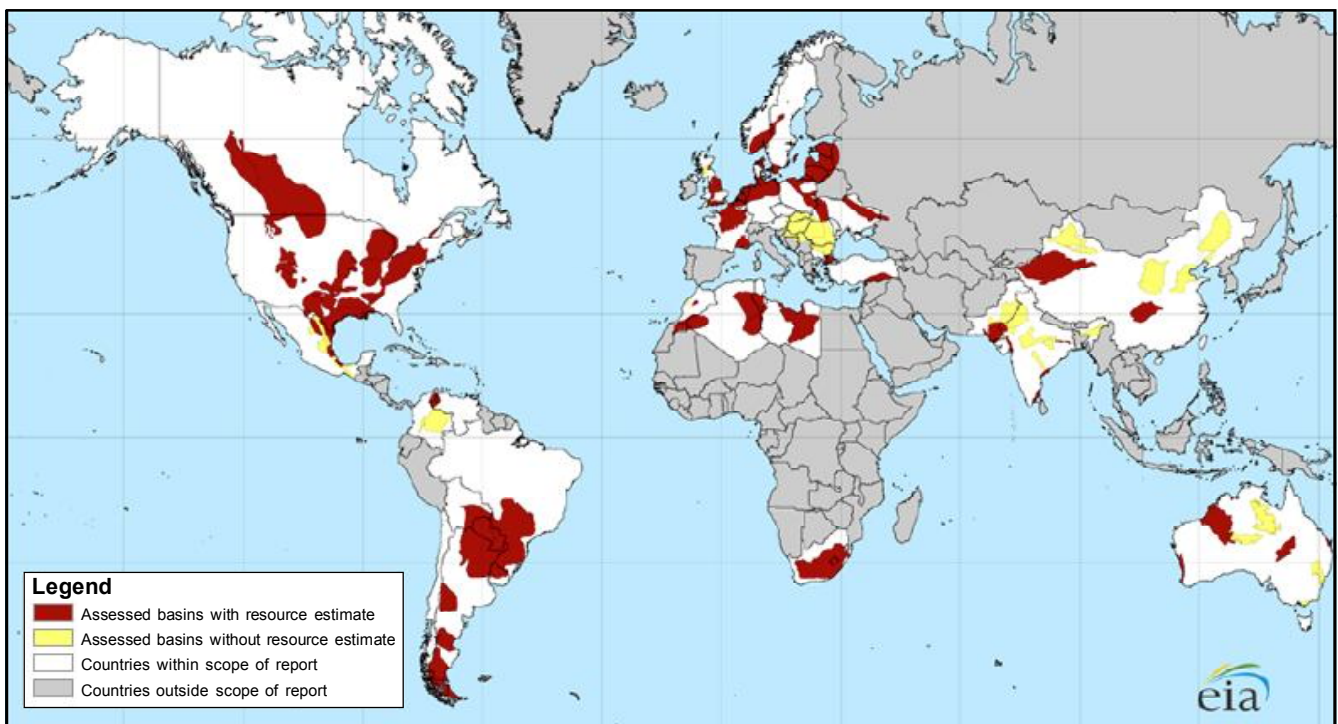 Legend
Assessed basins with resource estimate
Assessed basins without resource estimate
Countries within scope of report
Countries outside scope of report
eia